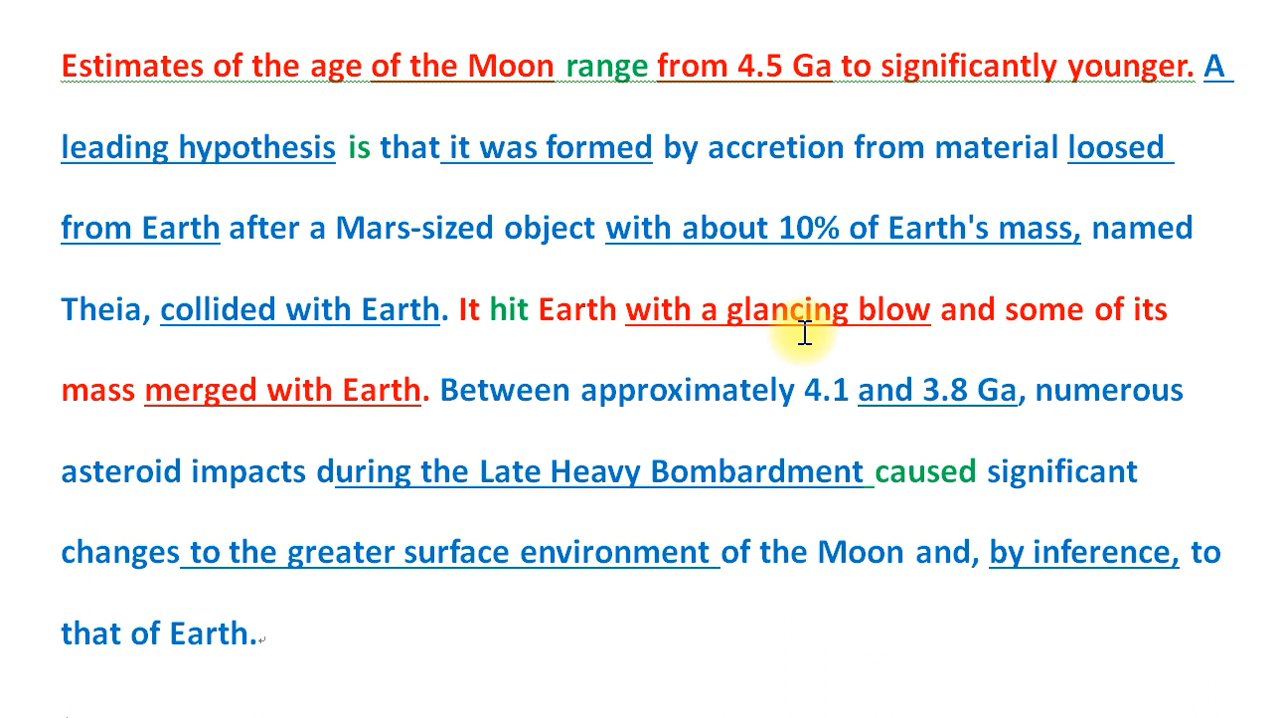 Estimates of the age of the Moon range from 4.5 Ga to significantly younger. A
leading hypothesis is that it was formed by accretion from material loosed
from Earth after a Mars-sized object with about 10% of Earth's mass, named
Theia, collided with Earth. It hit Earth with a glancing blow and some of its
mass merged with Earth. Between approximately 4.1 and 3.8 Ga, numerous
asteroid impacts during the Late Heavy Bombardment caused significant
changes to the greater surface environment of the Moon and, by inference, to
that of Earth.